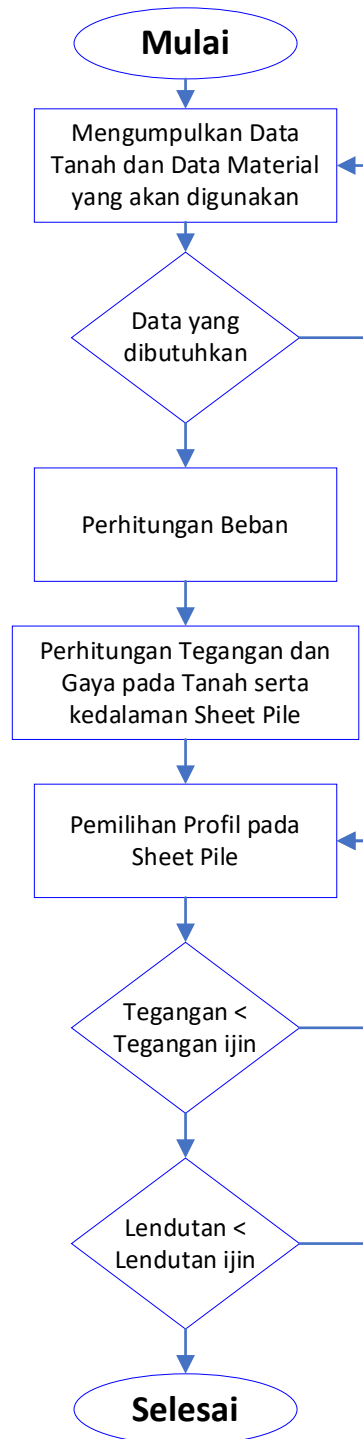 Mulai
Mengumpulkan Data
Tanah dan Data Material
yang akan digunakan
Data yang
dibutuhkan
Perhitungan Beban
Perhitungan Tegangan dan
Gaya pada Tanah serta
kedalaman Sheet Pile
Pemilihan Profil pada
Sheet Pile
Tegangan <
Tegangan ijin
Lendutan <
Lendutan ijin
Selesai